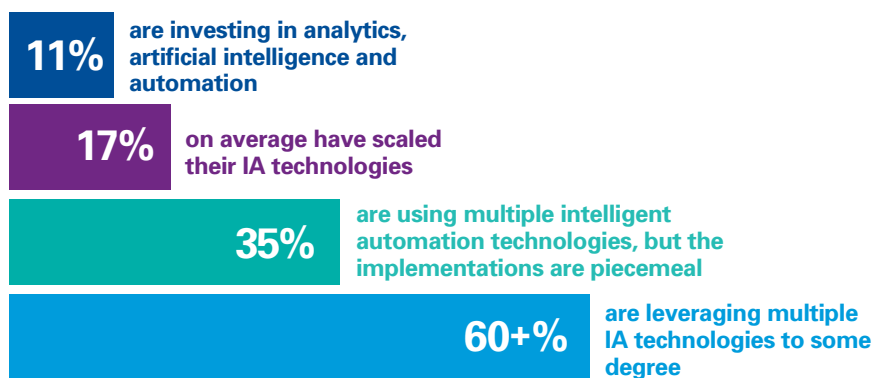 11%
are investing in analytics,
artificial intelligence and
automation
17%
on average have scaled
their IA technologies
35%
are using multiple intelligent
automation technologies, but the
implementations are piecemeal
60+%
are leveraging multiple
IA technologies to some
degree